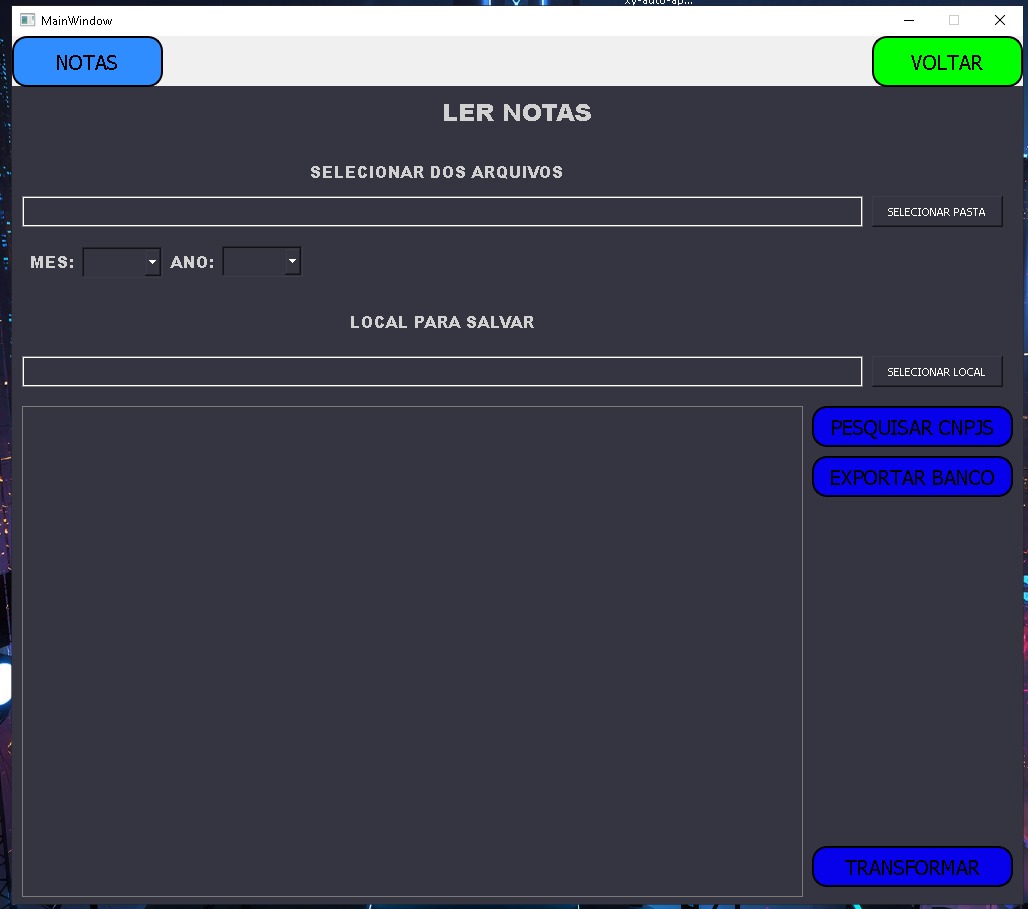 MainWindow
NOTAS
VOLTAR
LER NOTAS
SELECIONAR DOS ARQUIVOS
SELECIONAR PASTA
MES:
ANO:
LOCAL PARA SALVAR
SELECIONAR LOCAL
PESQUISAR CNPJS
EXPORTAR BANCO
TRANSFORMAR